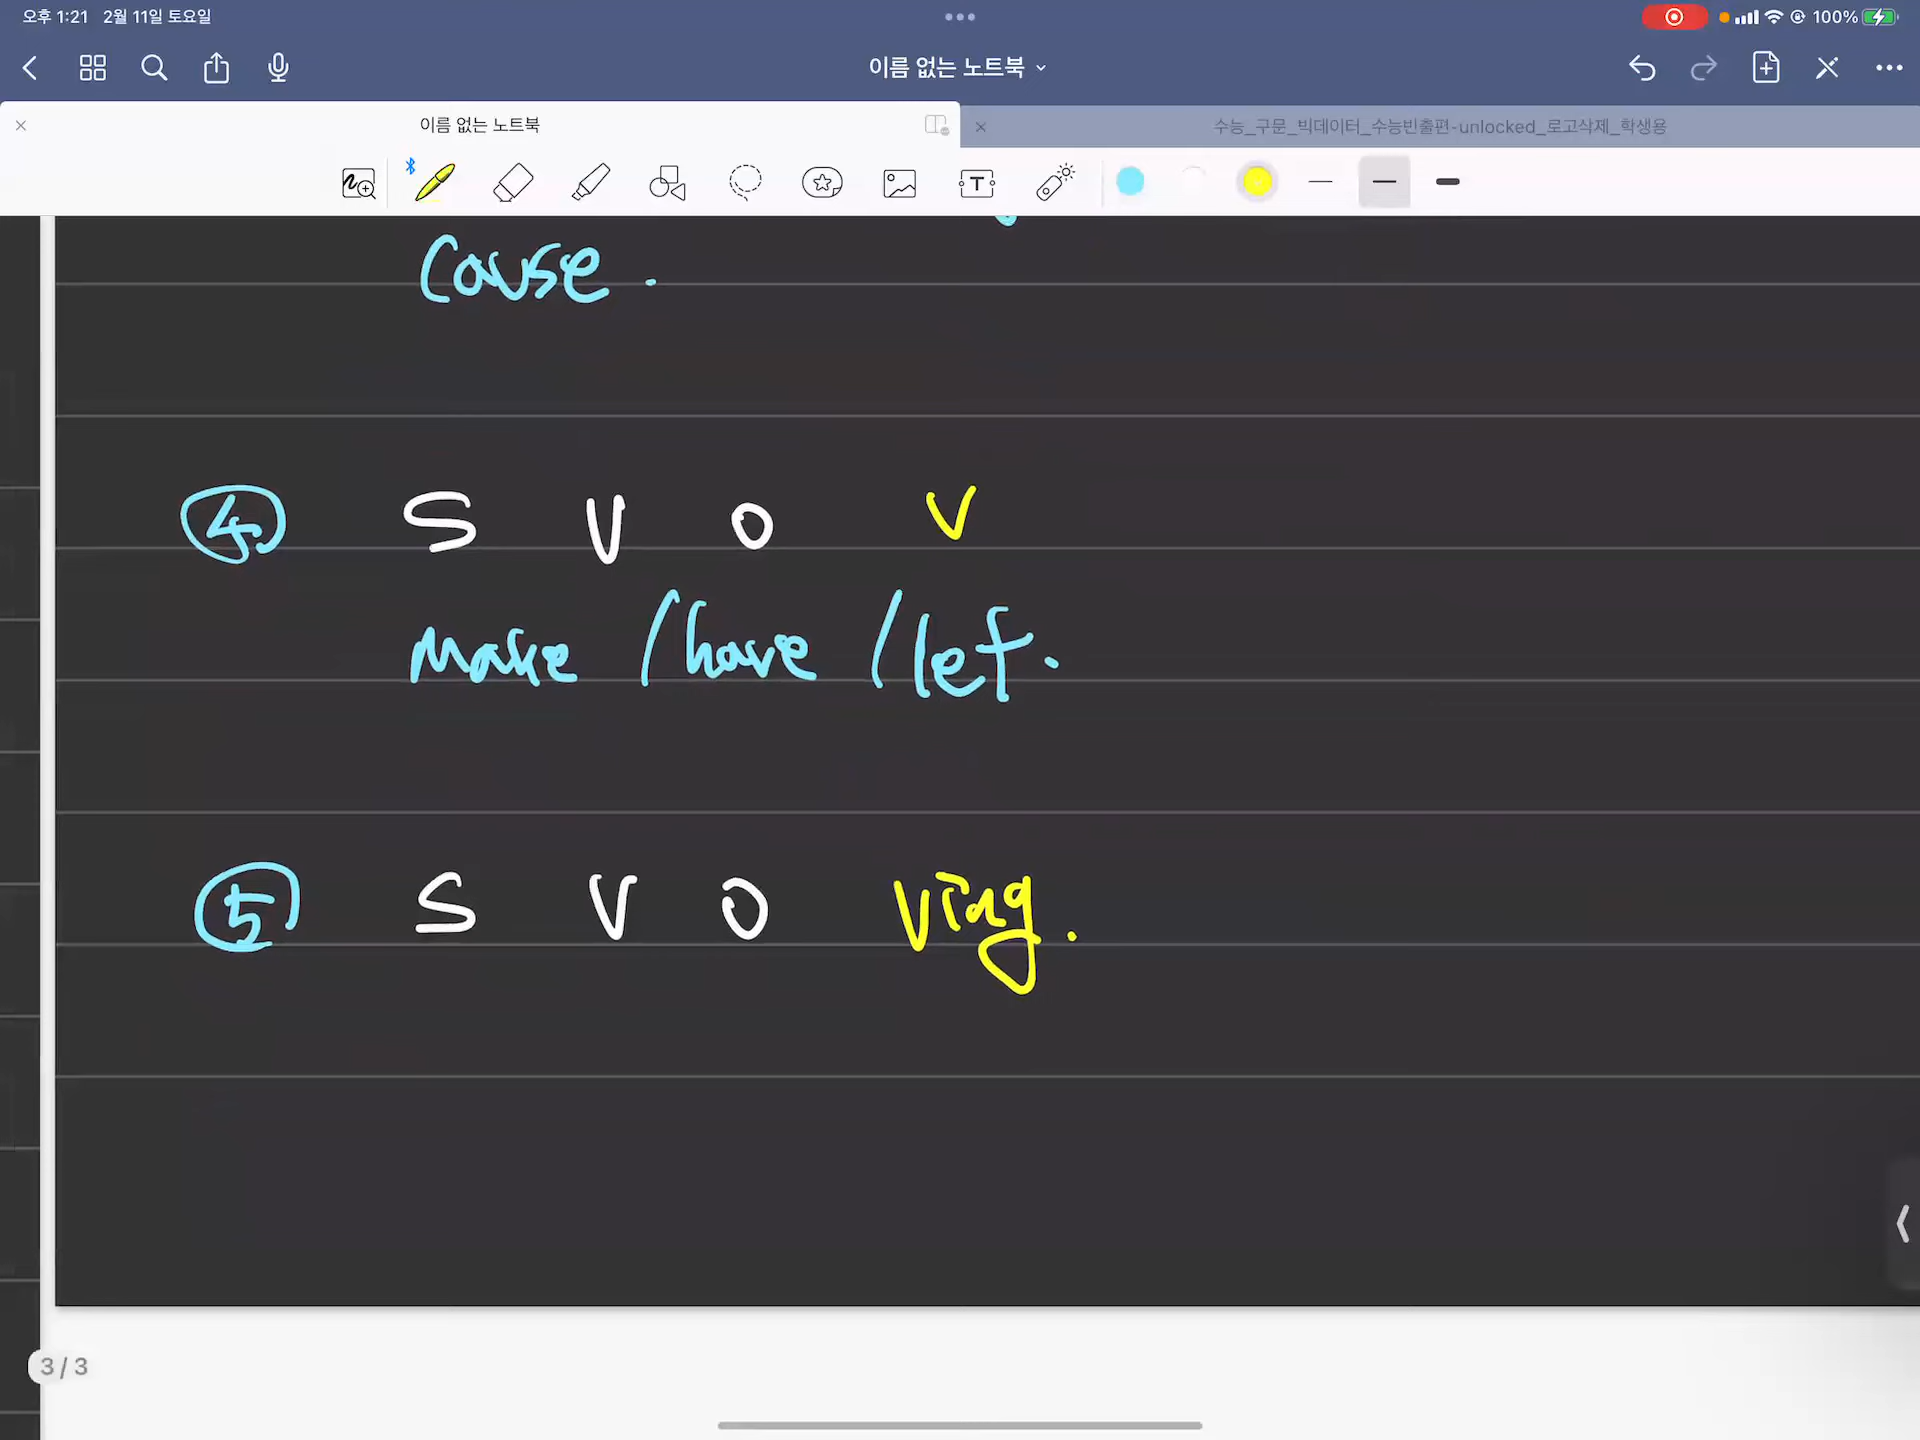 오후 1:21 2월 11일 토요일
100%
이름 없는 노트북
이름 없는 노트북
수능_구문_빅데이터_수능빈출편-unlocked_로고삭제_학생용
Cause.
④ S V O V
make / have / let.
⑤ S V O Ving.
3 / 3